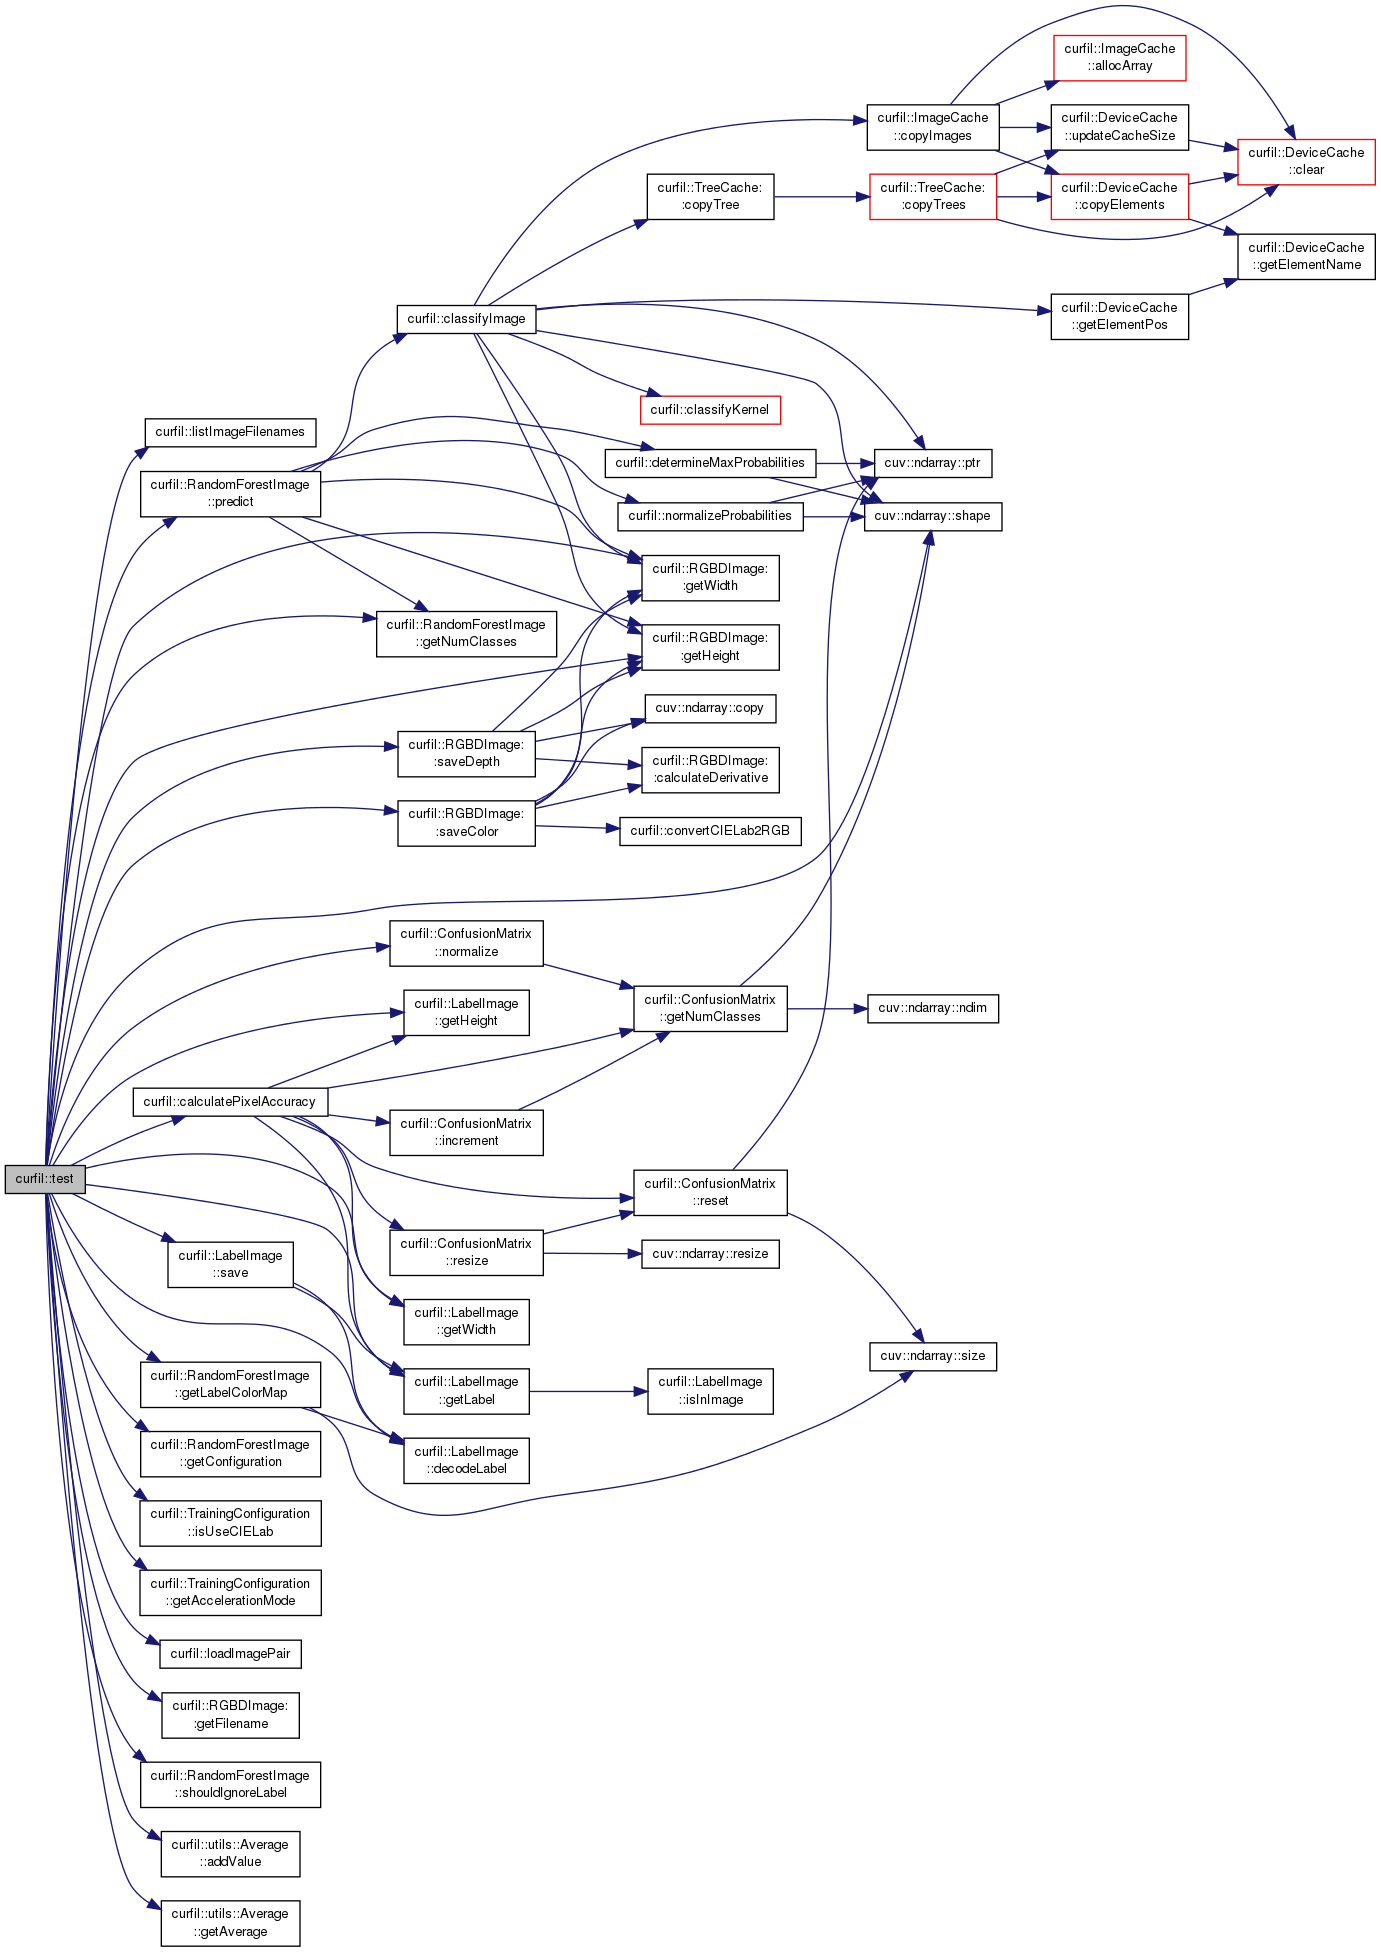 curfil::ImageCache
::allocArray
curfil::ImageCache
::copyImages
curfil::DeviceCache
::updateCacheSize
curfil::DeviceCache
::clear
curfil::TreeCache:
:copyTree
curfil::TreeCache:
:copyTrees
curfil::DeviceCache
::copyElements
curfil::DeviceCache
::getElementName
curfil::classifyImage
curfil::DeviceCache
::getElementPos
curfil::classifyKernel
curfil::listImageFilenames
curfil::determineMaxProbabilities
cuv::ndarray::ptr
curfil::RandomForestImage
::predict
curfil::normalizeProbabilities
cuv::ndarray::shape
curfil::RGBDImage:
:getWidth
curfil::RandomForestImage
::getNumClasses
curfil::RGBDImage:
:getHeight
cuv::ndarray::copy
curfil::RGBDImage:
:saveDepth
curfil::RGBDImage:
:calculateDerivative
curfil::RGBDImage:
:saveColor
curfil::convertCIELab2RGB
curfil::ConfusionMatrix
::normalize
curfil::LabelImage
::getHeight
curfil::ConfusionMatrix
::getNumClasses
cuv::ndarray::ndim
curfil::calculatePixelAccuracy
curfil::ConfusionMatrix
::increment
curfil::test
curfil::ConfusionMatrix
::reset
curfil::LabelImage
::save
curfil::ConfusionMatrix
::resize
cuv::ndarray::resize
curfil::LabelImage
::getWidth
cuv::ndarray::size
curfil::RandomForestImage
::getLabelColorMap
curfil::LabelImage
::getLabel
curfil::LabelImage
::isInImage
curfil::RandomForestImage
::getConfiguration
curfil::LabelImage
::decodeLabel
curfil::TrainingConfiguration
::isUseCIELab
curfil::TrainingConfiguration
::getAccelerationMode
curfil::loadImagePair
curfil::RGBDImage:
:getFilename
curfil::RandomForestImage
::shouldIgnoreLabel
curfil::utils::Average
::addValue
curfil::utils::Average
::getAverage